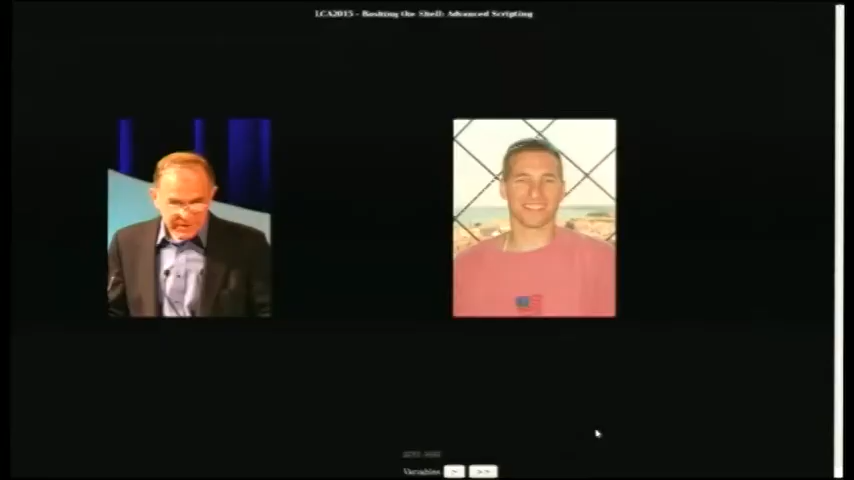 LCA2015 - Bashing the Shell: Advanced Scripting
Variables > >>